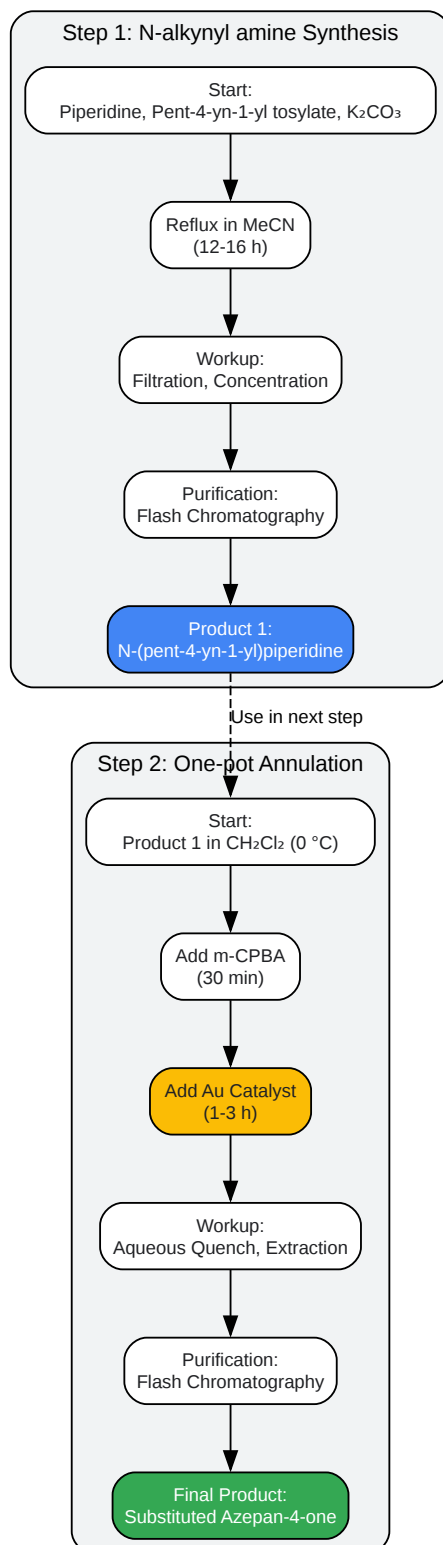 Step 1: N-alkynyl amine Synthesis
Start:
Piperidine, Pent-4-yn-1-yl tosylate, K₂CO₃
Reflux in MeCN
(12-16 h)
Workup:
Filtration, Concentration
Purification:
Flash Chromatography
Product 1:
N-(pent-4-yn-1-yl)piperidine
Use in next step
Step 2: One-pot Annulation
Start:
Product 1 in CH₂Cl₂ (0 °C)
Add m-CPBA
(30 min)
Add Au Catalyst
(1-3 h)
Workup:
Aqueous Quench, Extraction
Purification:
Flash Chromatography
Final Product:
Substituted Azepan-4-one